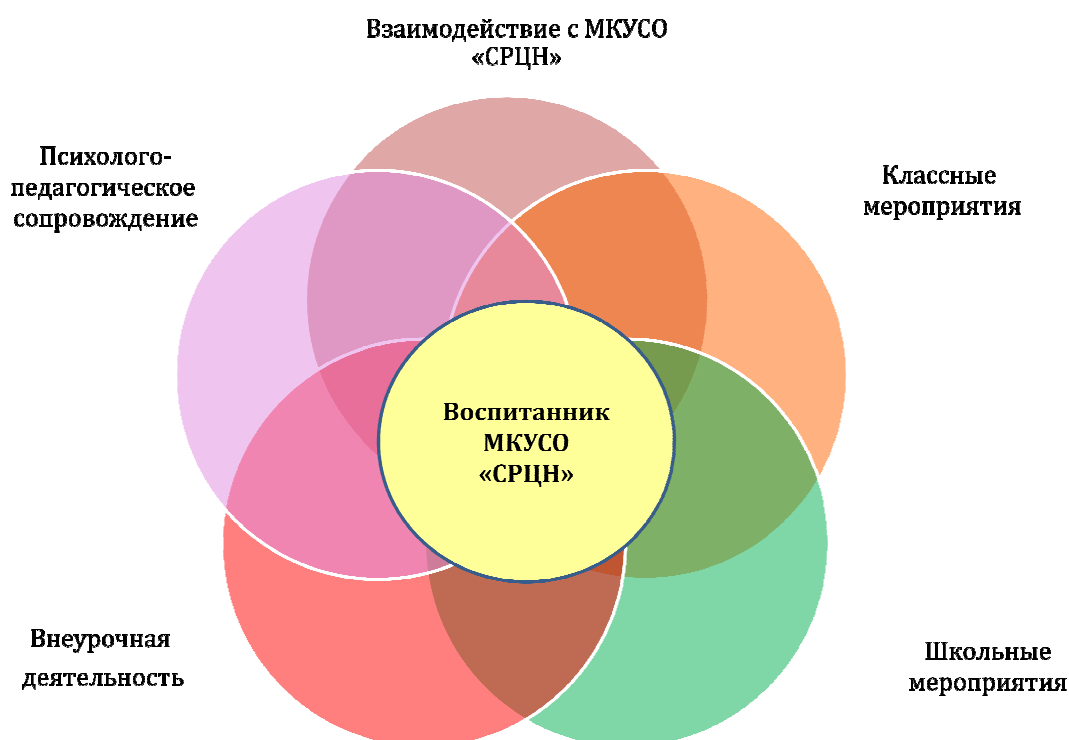 Взаимодействие с МКУСО
«СРЦН»
Психолого-
педагогическое
сопровождение
Классные
мероприятия
Воспитанник
МКУСО
«СРЦН»
Внеурочная
деятельность
Школьные
мероприятия